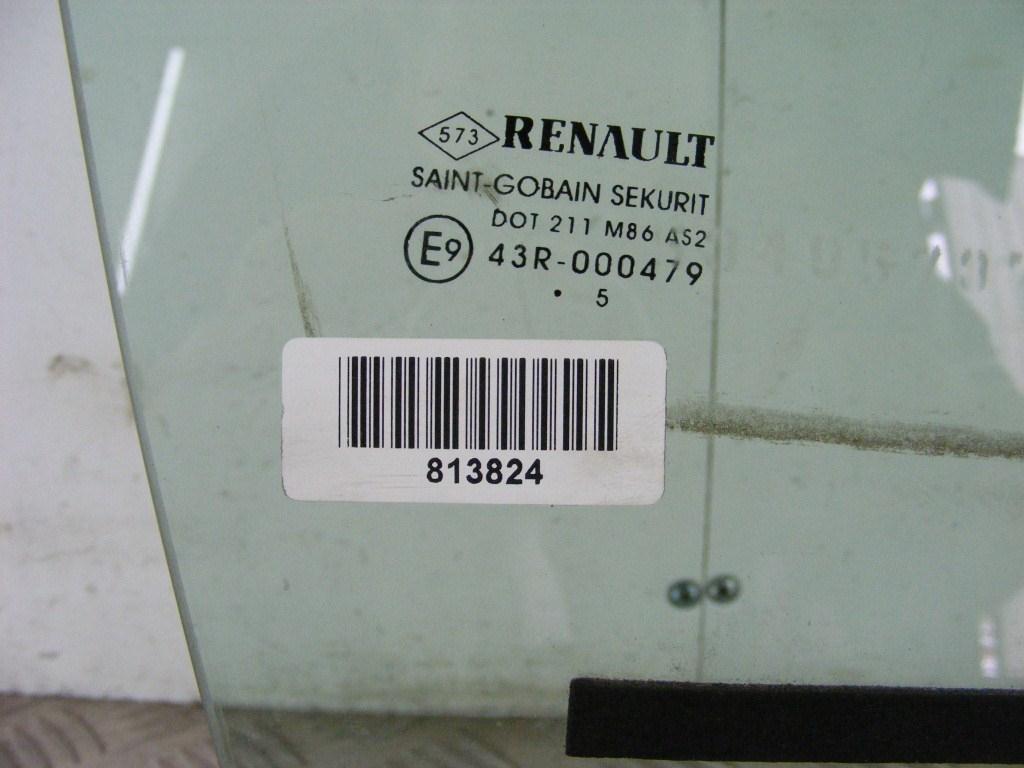 573 RENAULT
SAINT-GOBAIN SEKURIT
DOT 211 M86 AS2
E9 43R-000479
. 5
813824